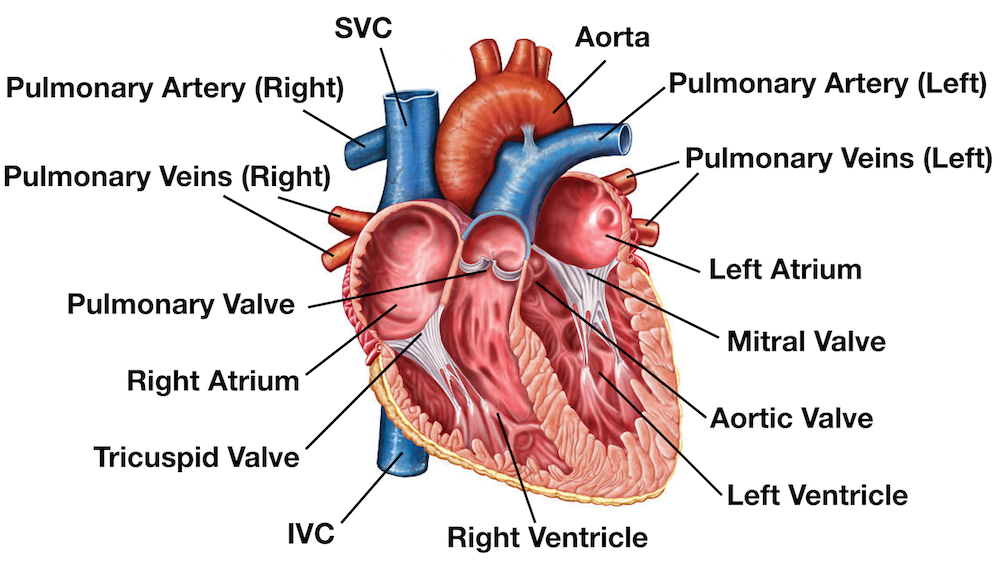 SVC
Aorta
Pulmonary Artery (Right)
Pulmonary Artery (Left)
Pulmonary Veins (Left)
Pulmonary Veins (Right)
Left Atrium
Pulmonary Valve
Mitral Valve
Right Atrium
Aortic Valve
Tricuspid Valve
Left Ventricle
IVC
Right Ventricle